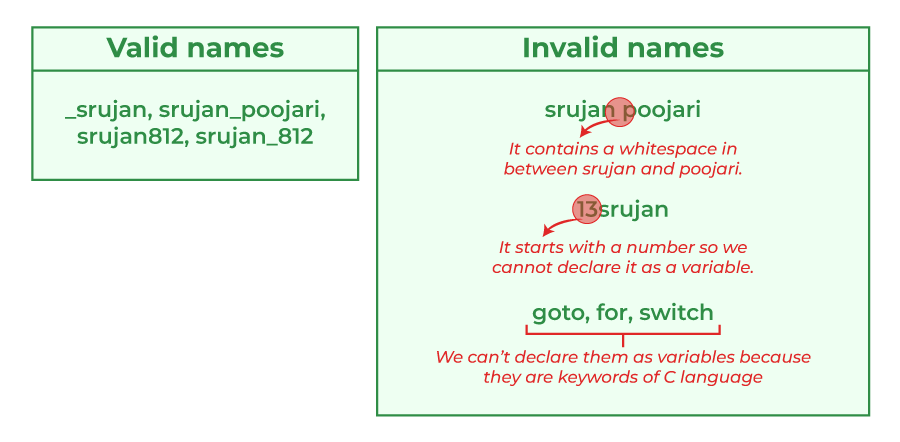 Valid names
_srujan, srujan_poojari,
srujan812, srujan_812
Invalid names
srujan poojari
It contains a whitespace in
between srujan and poojari.
13srujan
It starts with a number so we
cannot declare it as a variable.
goto, for, switch
We can’t declare them as variables because
they are keywords of C language